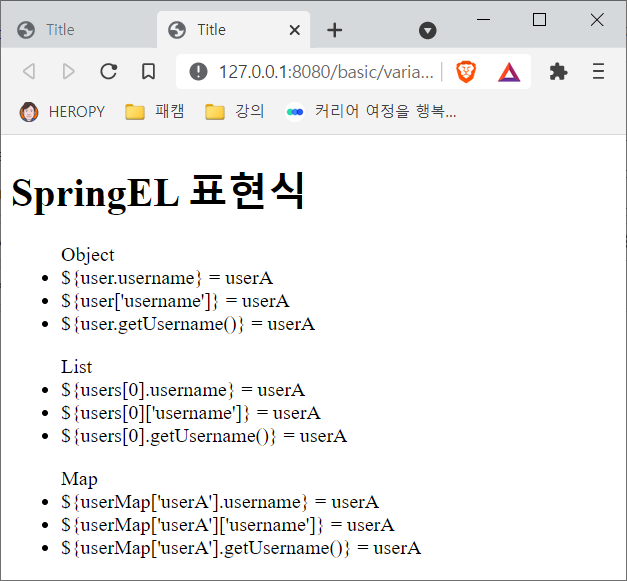 Title
Title
127.0.0.1:8080/basic/varia...
HEROPY
패캠
강의
커리어 여정을 행복...
SpringEL 표현식
Object
${user.username} = userA
${user['username']} = userA
${user.getUsername()} = userA
List
${users[0].username} = userA
${users[0]['username']} = userA
${users[0].getUsername()} = userA
Map
${userMap['userA'].username} = userA
${userMap['userA']['username']} = userA
${userMap['userA'].getUsername()} = userA